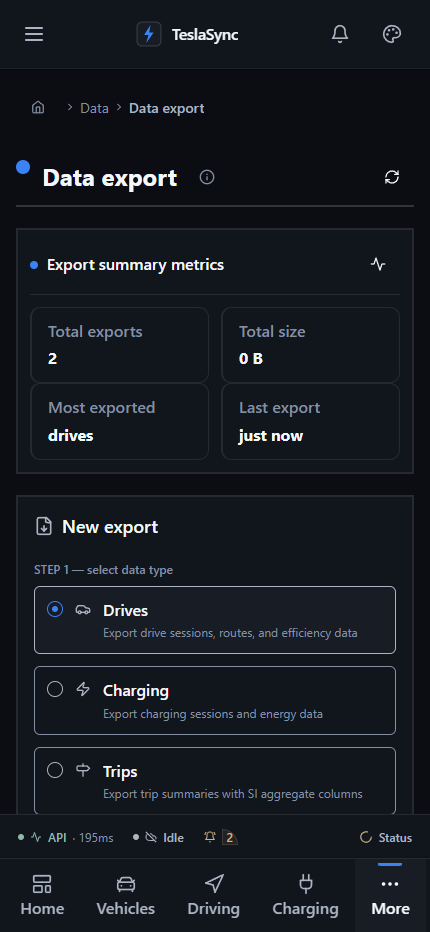 TeslaSync
Data > Data export
Data export
Export summary metrics
Total exports
2
Total size
0 B
Most exported
drives
Last export
just now
New export
STEP 1 — select data type
Drives
Export drive sessions, routes, and efficiency data
Charging
Export charging sessions and energy data
Trips
Export trip summaries with SI aggregate columns
API · 195ms
Idle
2
Status
Home
Vehicles
Driving
Charging
More